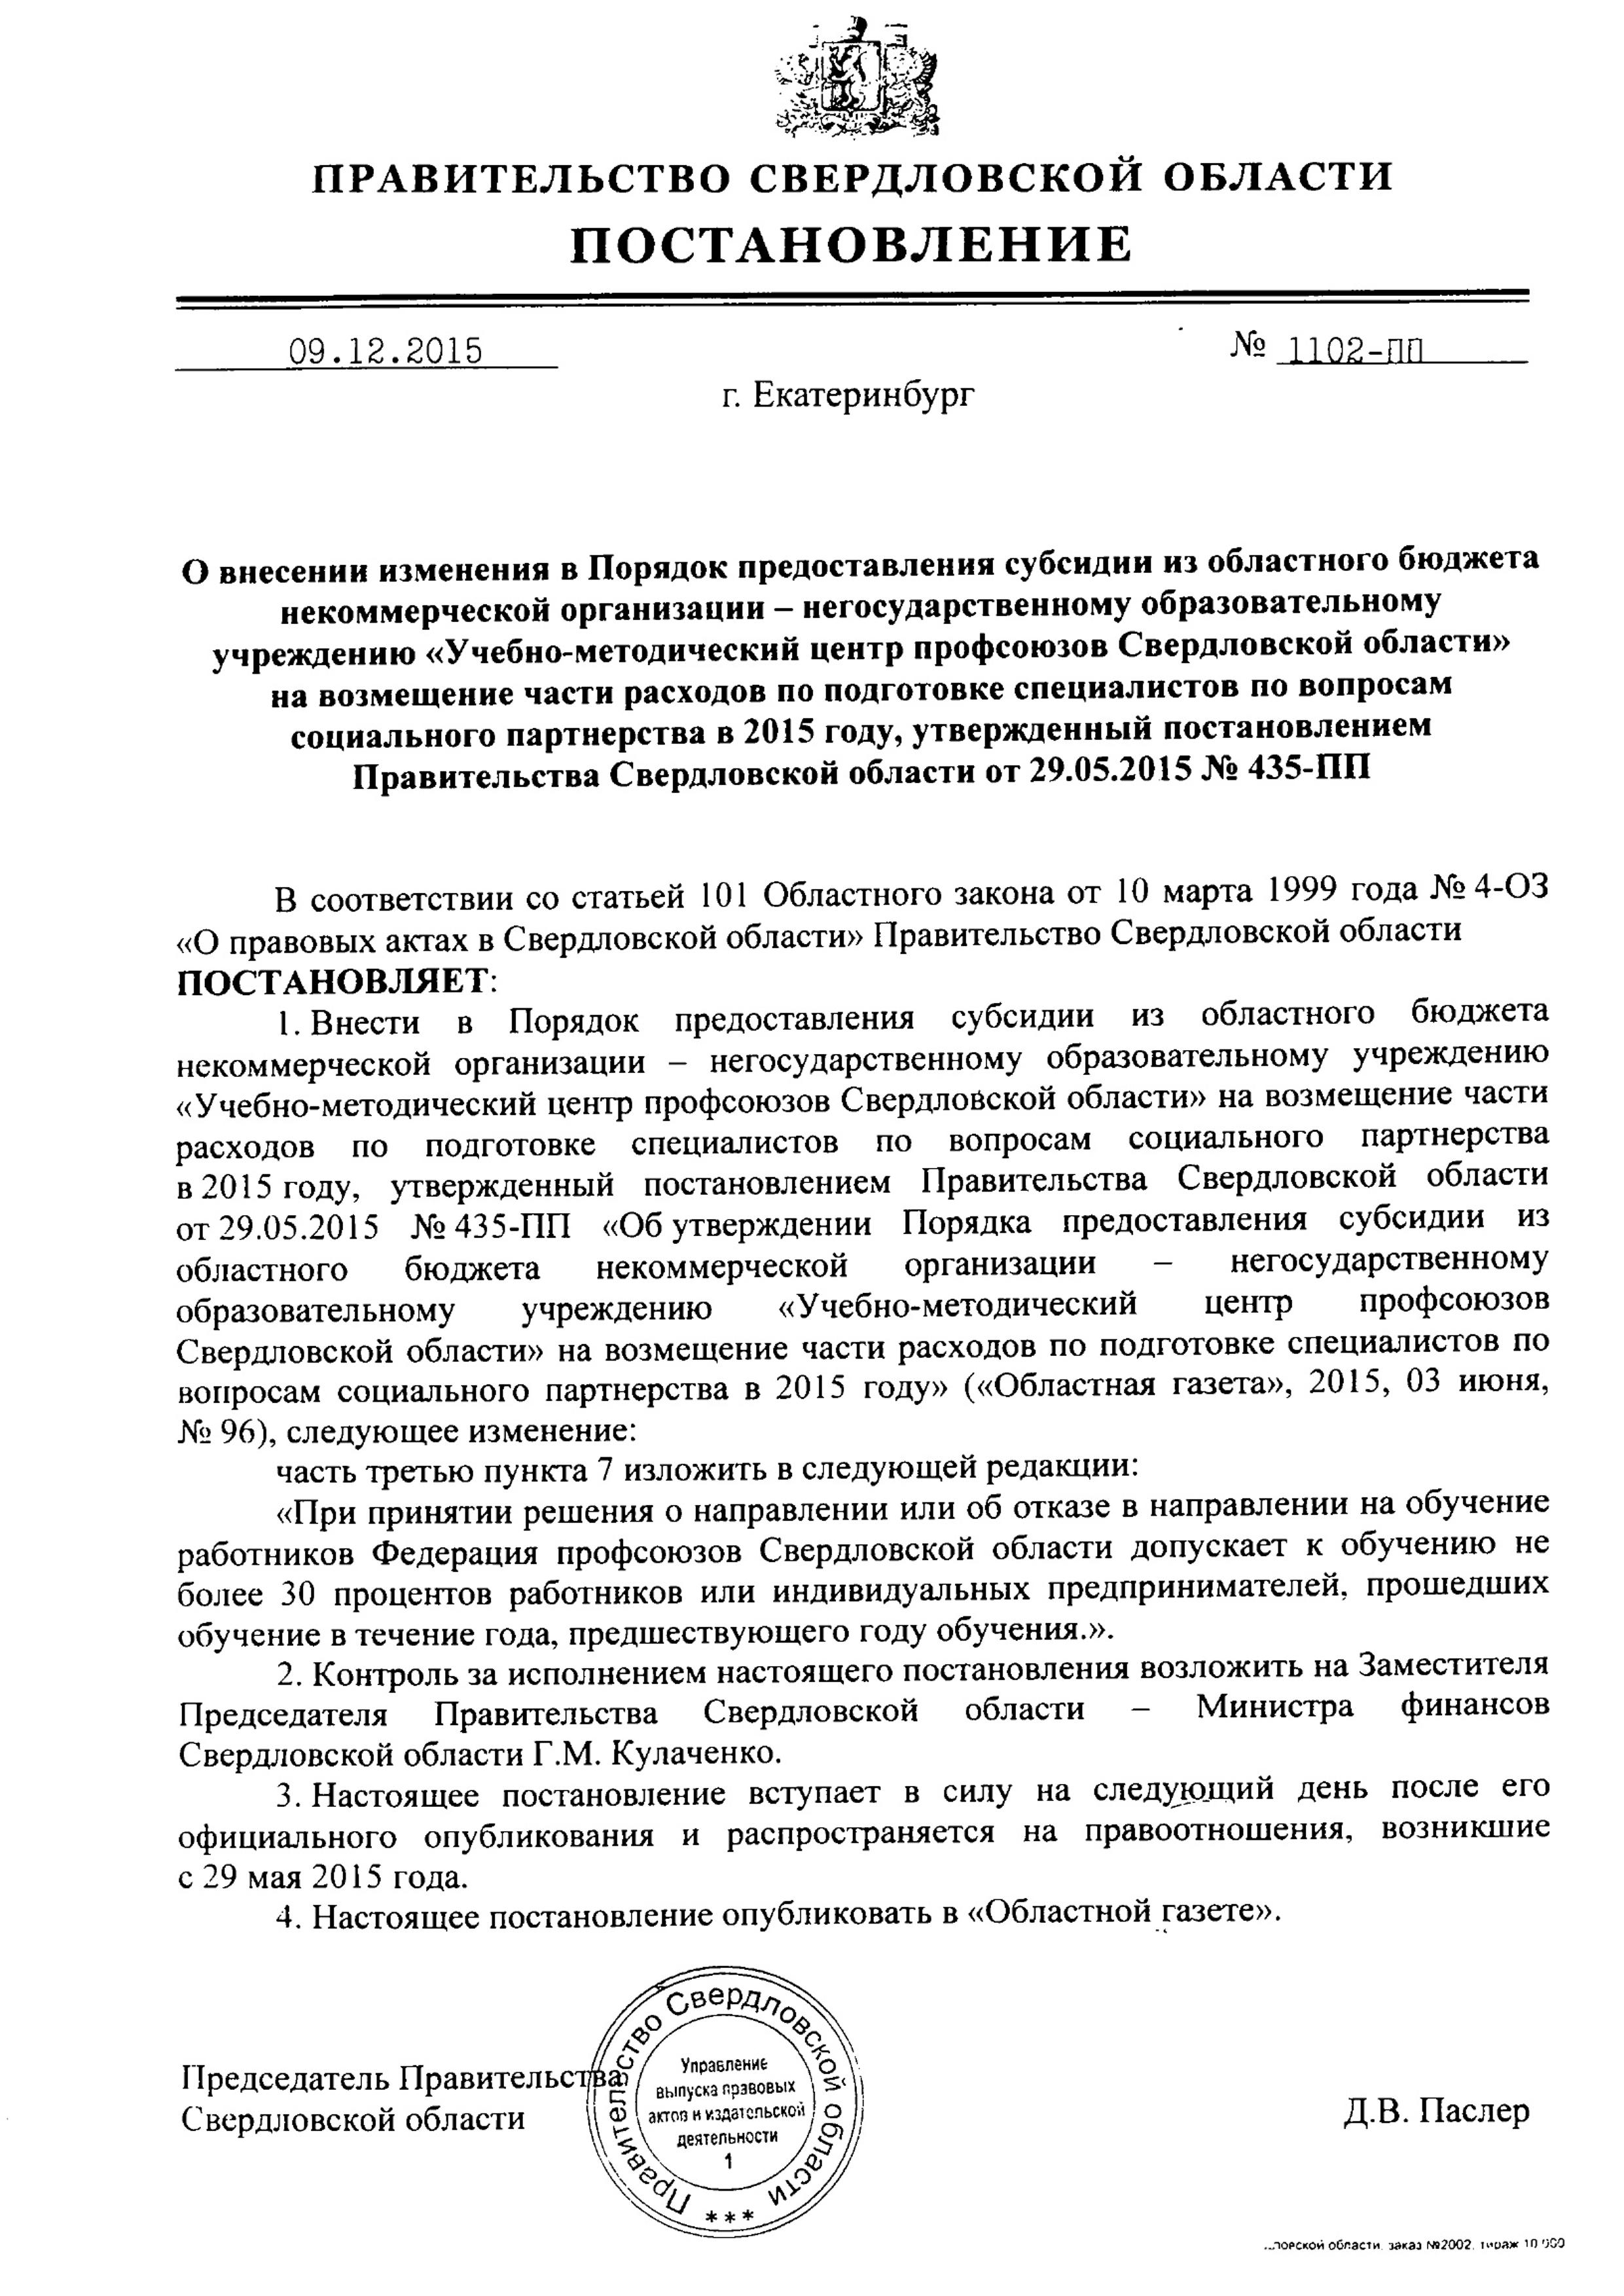 ПРАВИТЕЛЬСТВО СВЕРДЛОВСКОЙ ОБЛАСТИ
ПОСТАНОВЛЕНИЕ
09.12.2015
№ 1102-ПП
г. Екатеринбург
О внесении изменения в Порядок предоставления субсидии из областного бюджета
некоммерческой организации – негосударственному образовательному
учреждению «Учебно-методический центр профсоюзов Свердловской области»
на возмещение части расходов по подготовке специалистов по вопросам
социального партнерства в 2015 году, утвержденный постановлением
Правительства Свердловской области от 29.05.2015 № 435-ПП
В соответствии со статьей 101 Областного закона от 10 марта 1999 года № 4-ОЗ
«О правовых актах в Свердловской области» Правительство Свердловской области
ПОСТАНОВЛЯЕТ:
1. Внести в Порядок предоставления субсидии из областного бюджета
некоммерческой организации – негосударственному образовательному учреждению
«Учебно-методический центр профсоюзов Свердловской области» на возмещение части
расходов по подготовке специалистов по вопросам социального партнерства
в 2015 году, утвержденный постановлением Правительства Свердловской области
от 29.05.2015 № 435-ПП «Об утверждении Порядка предоставления субсидии из
областного бюджета некоммерческой организации – негосударственному
образовательному учреждению «Учебно-методический центр профсоюзов
Свердловской области» на возмещение части расходов по подготовке специалистов по
вопросам социального партнерства в 2015 году» («Областная газета», 2015, 03 июня,
№ 96), следующее изменение:
часть третью пункта 7 изложить в следующей редакции:
«При принятии решения о направлении или об отказе в направлении на обучение
работников Федерация профсоюзов Свердловской области допускает к обучению не
более 30 процентов работников или индивидуальных предпринимателей, прошедших
обучение в течение года, предшествующего году обучения.».
2. Контроль за исполнением настоящего постановления возложить на Заместителя
Председателя Правительства Свердловской области – Министра финансов
Свердловской области Г.М. Кулаченко.
3. Настоящее постановление вступает в силу на следующий день после его
официального опубликования и распространяется на правоотношения, возникшие
с 29 мая 2015 года.
4. Настоящее постановление опубликовать в «Областной газете».
Председатель Правительства
Свердловской области
Правительство Свердловской области
Управление
выпуска правовых
актов и издательской
деятельности
1
***
Д.В. Паслер
области, заказ №2002, тираж